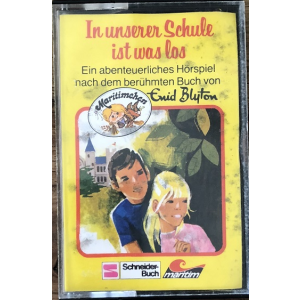 In unserer Schule
ist was los
Ein abenteuerliches Hörspiel
nach dem berühmten Buch von
Maritimchen
Enid Blyton
Schneider-
Buch
maritim